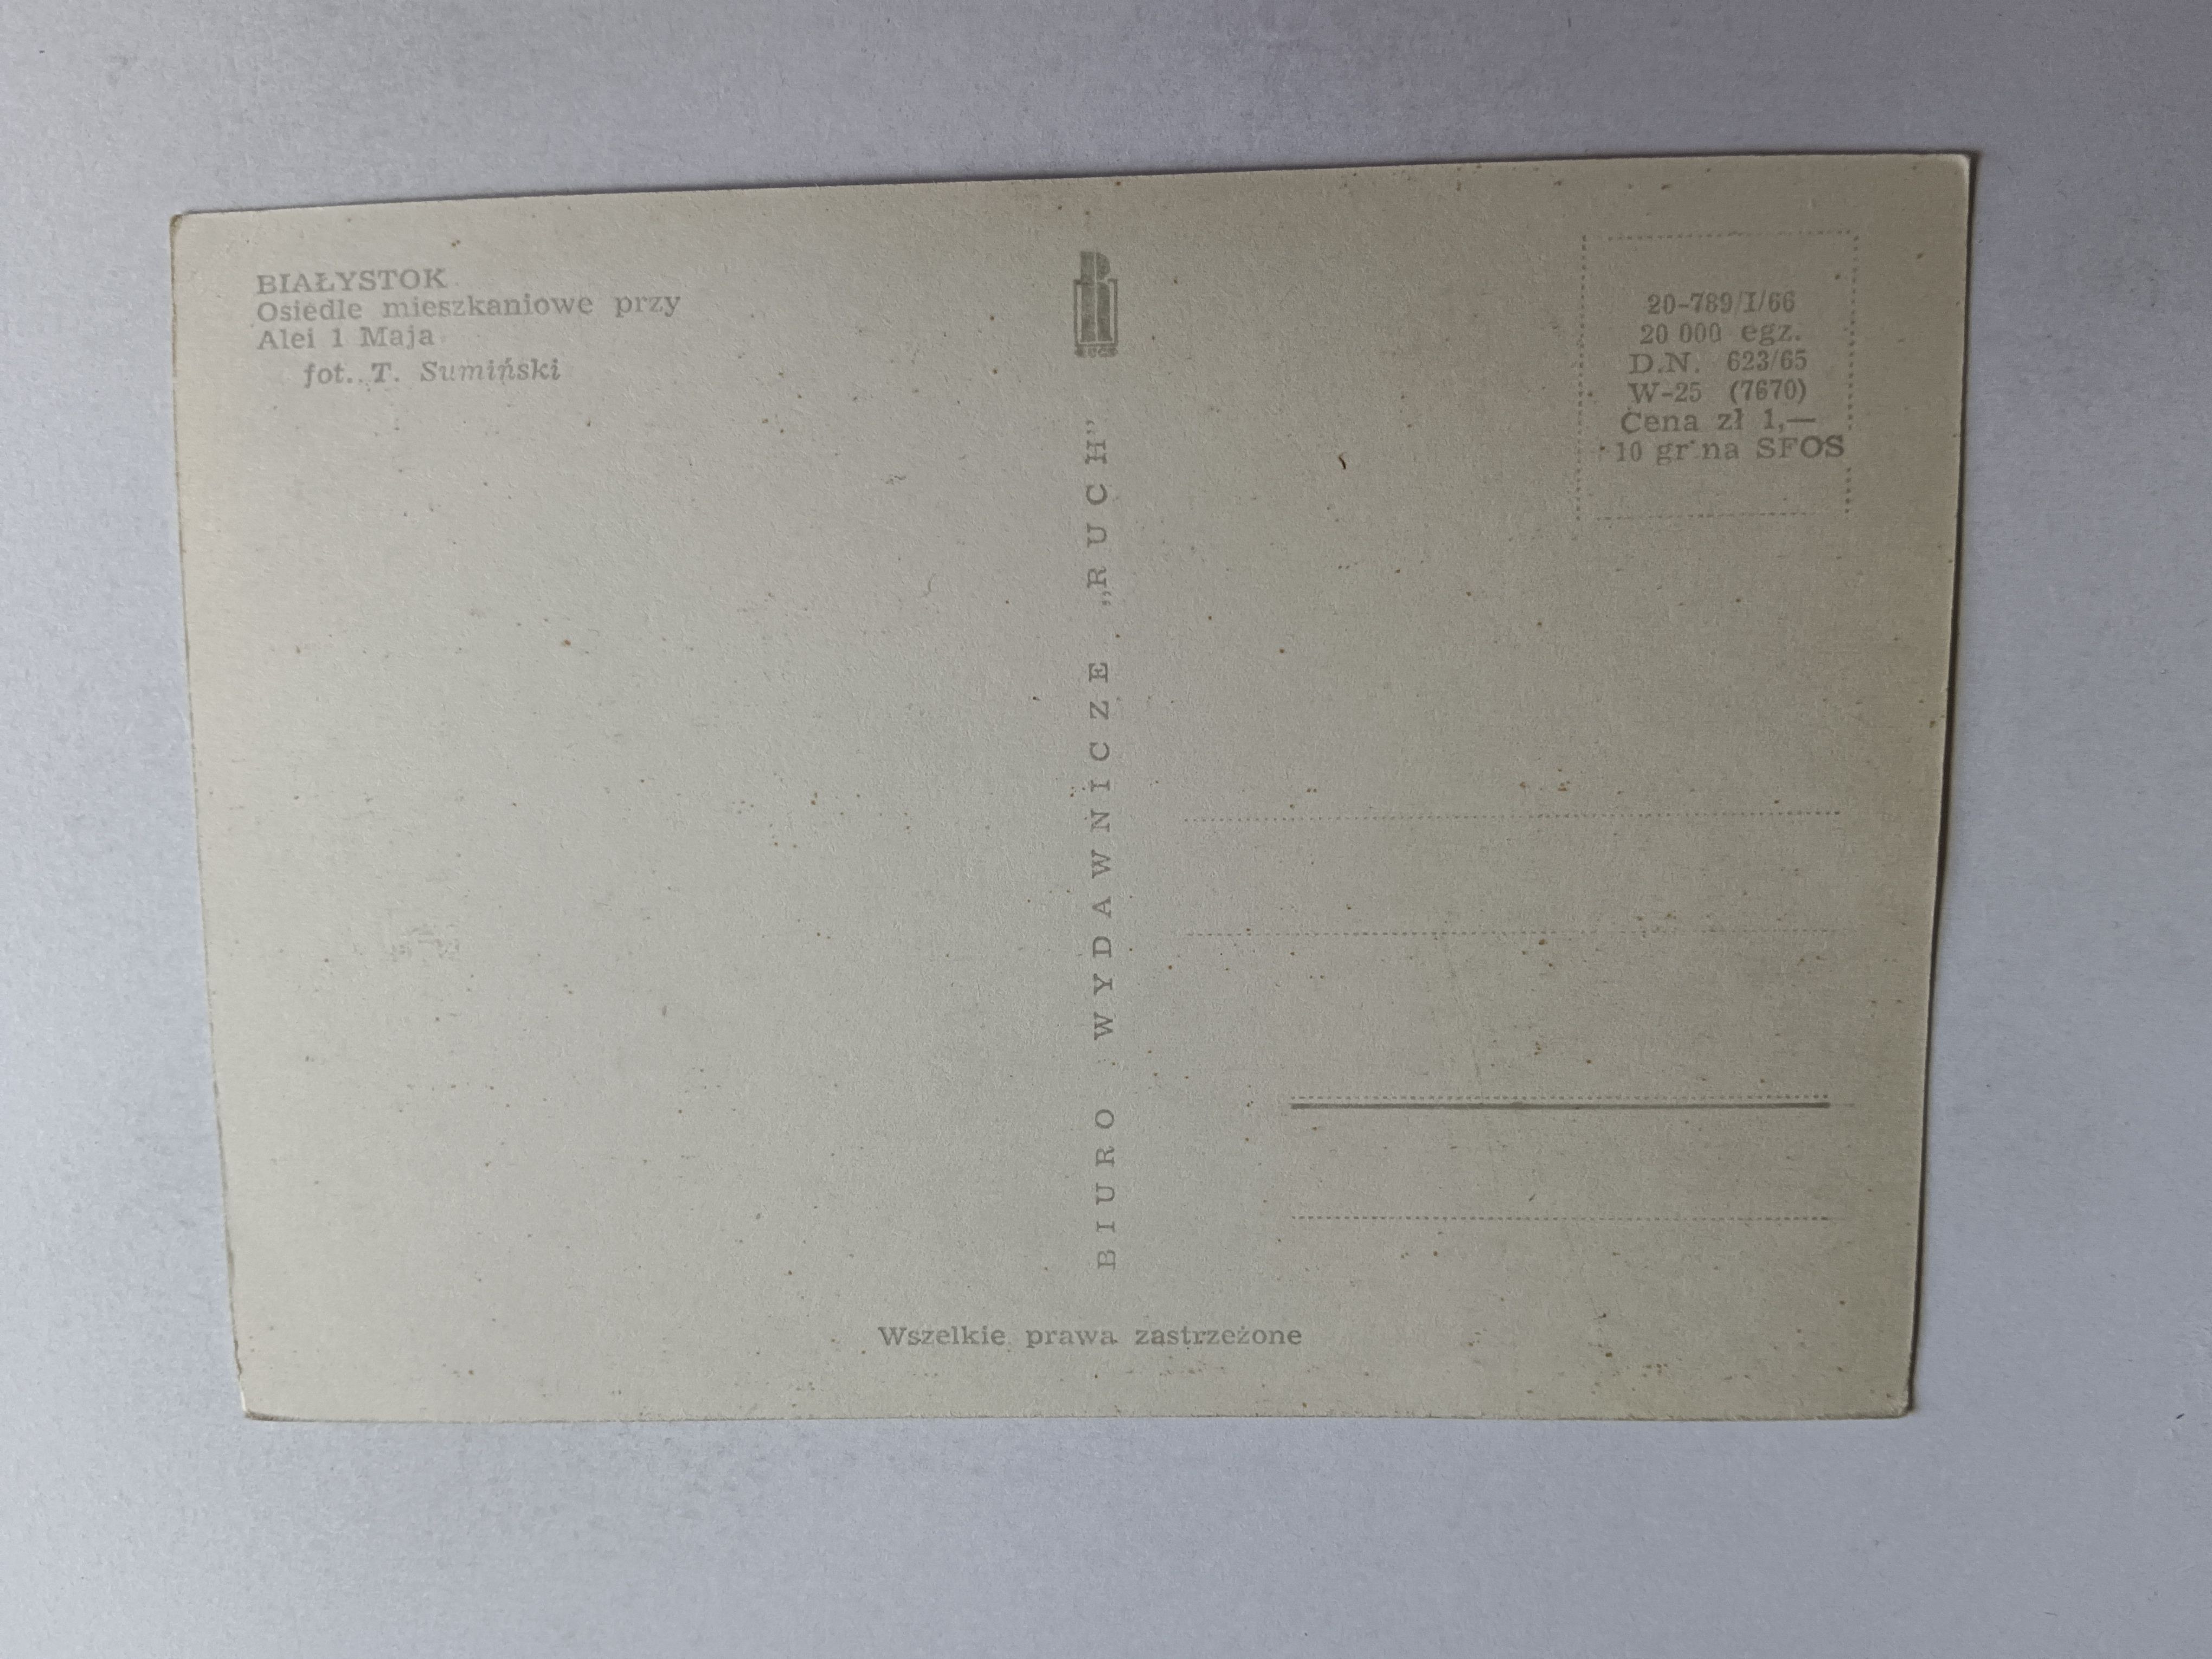 BIAŁYSTOK
Osiedle mieszkaniowe przy
Alei 1 Maja
fot. T. Sumiński
BIURO WYDAWNICZE „RUCH”
20-789/I/66
20 000 egz.
D.N. 623/65
W-25 (7670)
Cena zł 1,—
10 gr na SFOS
Wszelkie prawa zastrzeżone